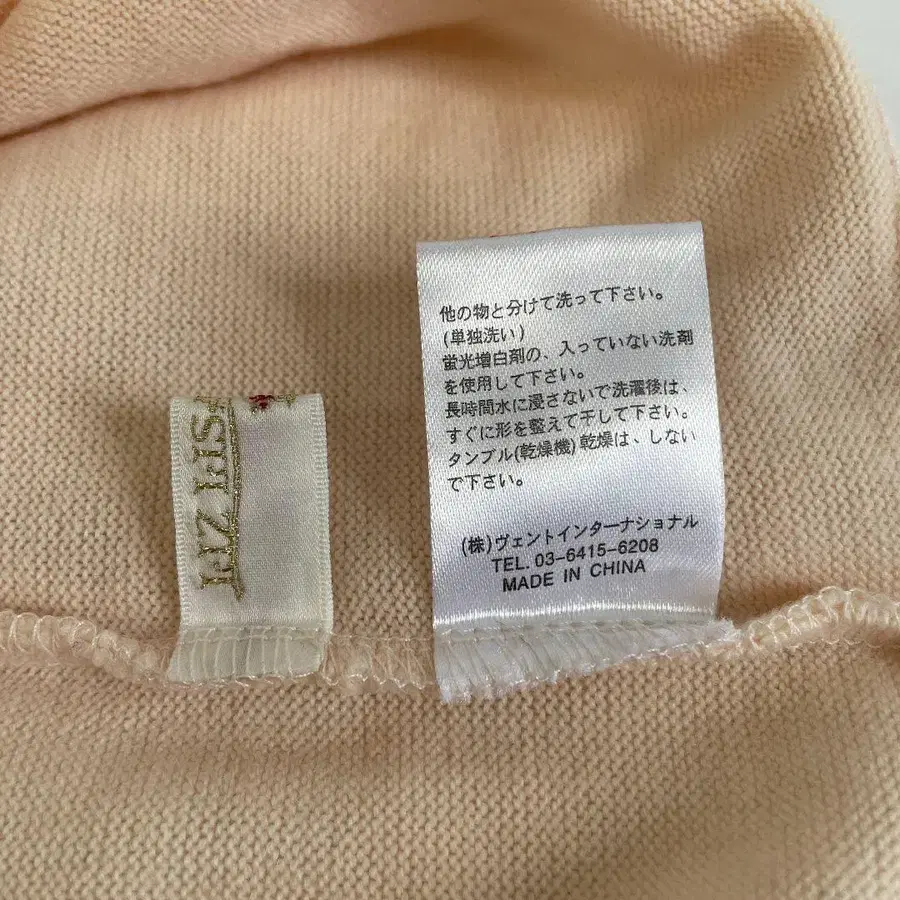 LIZ LISA
他の物と分けて洗って下さい。
(単独洗い)
蛍光増白剤の、入っていない洗剤
を使用して下さい。
長時間水に浸さないで洗濯後は、
すぐに形を整えて干して下さい。
タンブル(乾燥機)乾燥は、しない
で下さい。
(株)ヴェントインターナショナル
TEL. 03-6415-6208
MADE IN CHINA